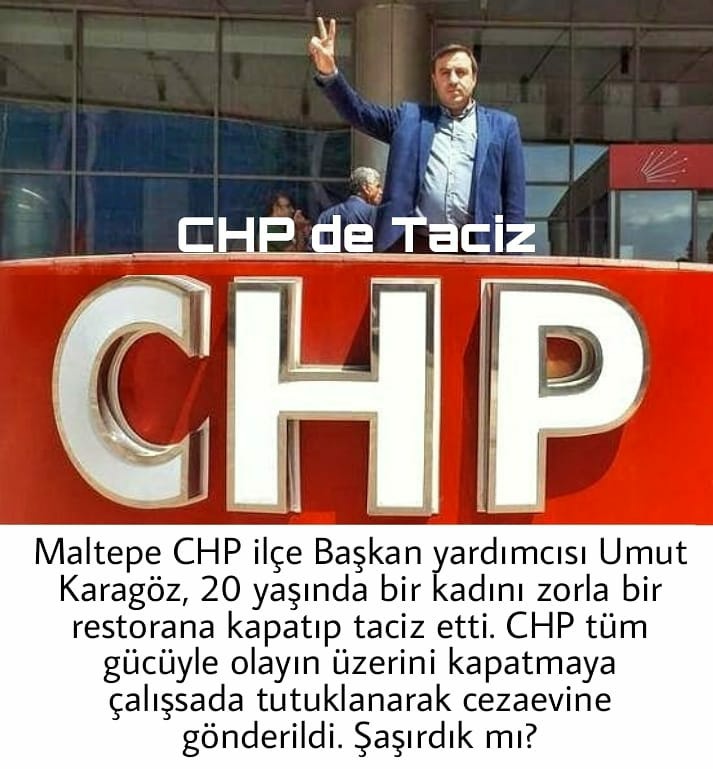 CHP de Taciz
CHP
Maltepe CHP ilçe Başkan yardımcısı Umut
Karagöz, 20 yaşında bir kadını zorla bir
restorana kapatıp taciz etti. CHP tüm
gücüyle olayın üzerini kapatmaya
çalışsada tutuklanarak cezaevine
gönderildi. Şaşırdık mı?